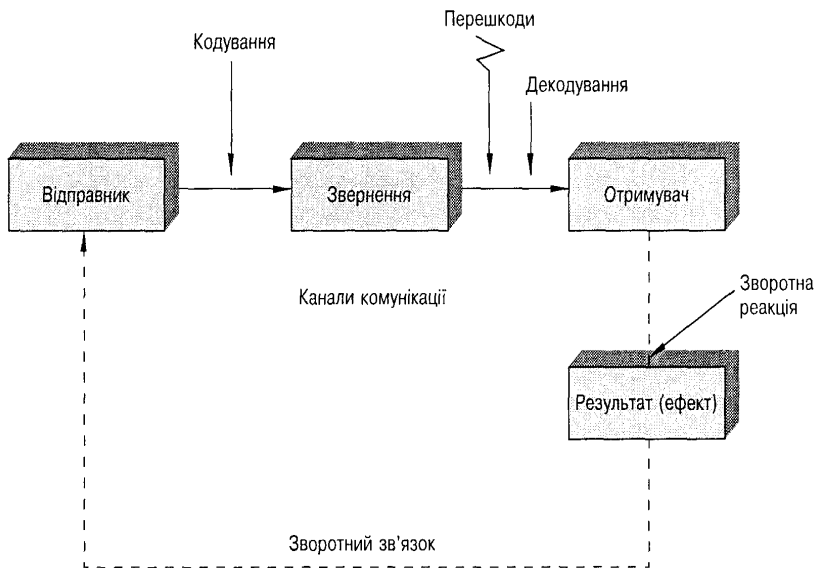 Перешкоди
Кодування
Декодування
Відправник
Звернення
Отримувач
Канали комунікації
Зворотна
реакція
Результат (ефект)
Зворотний зв'язок